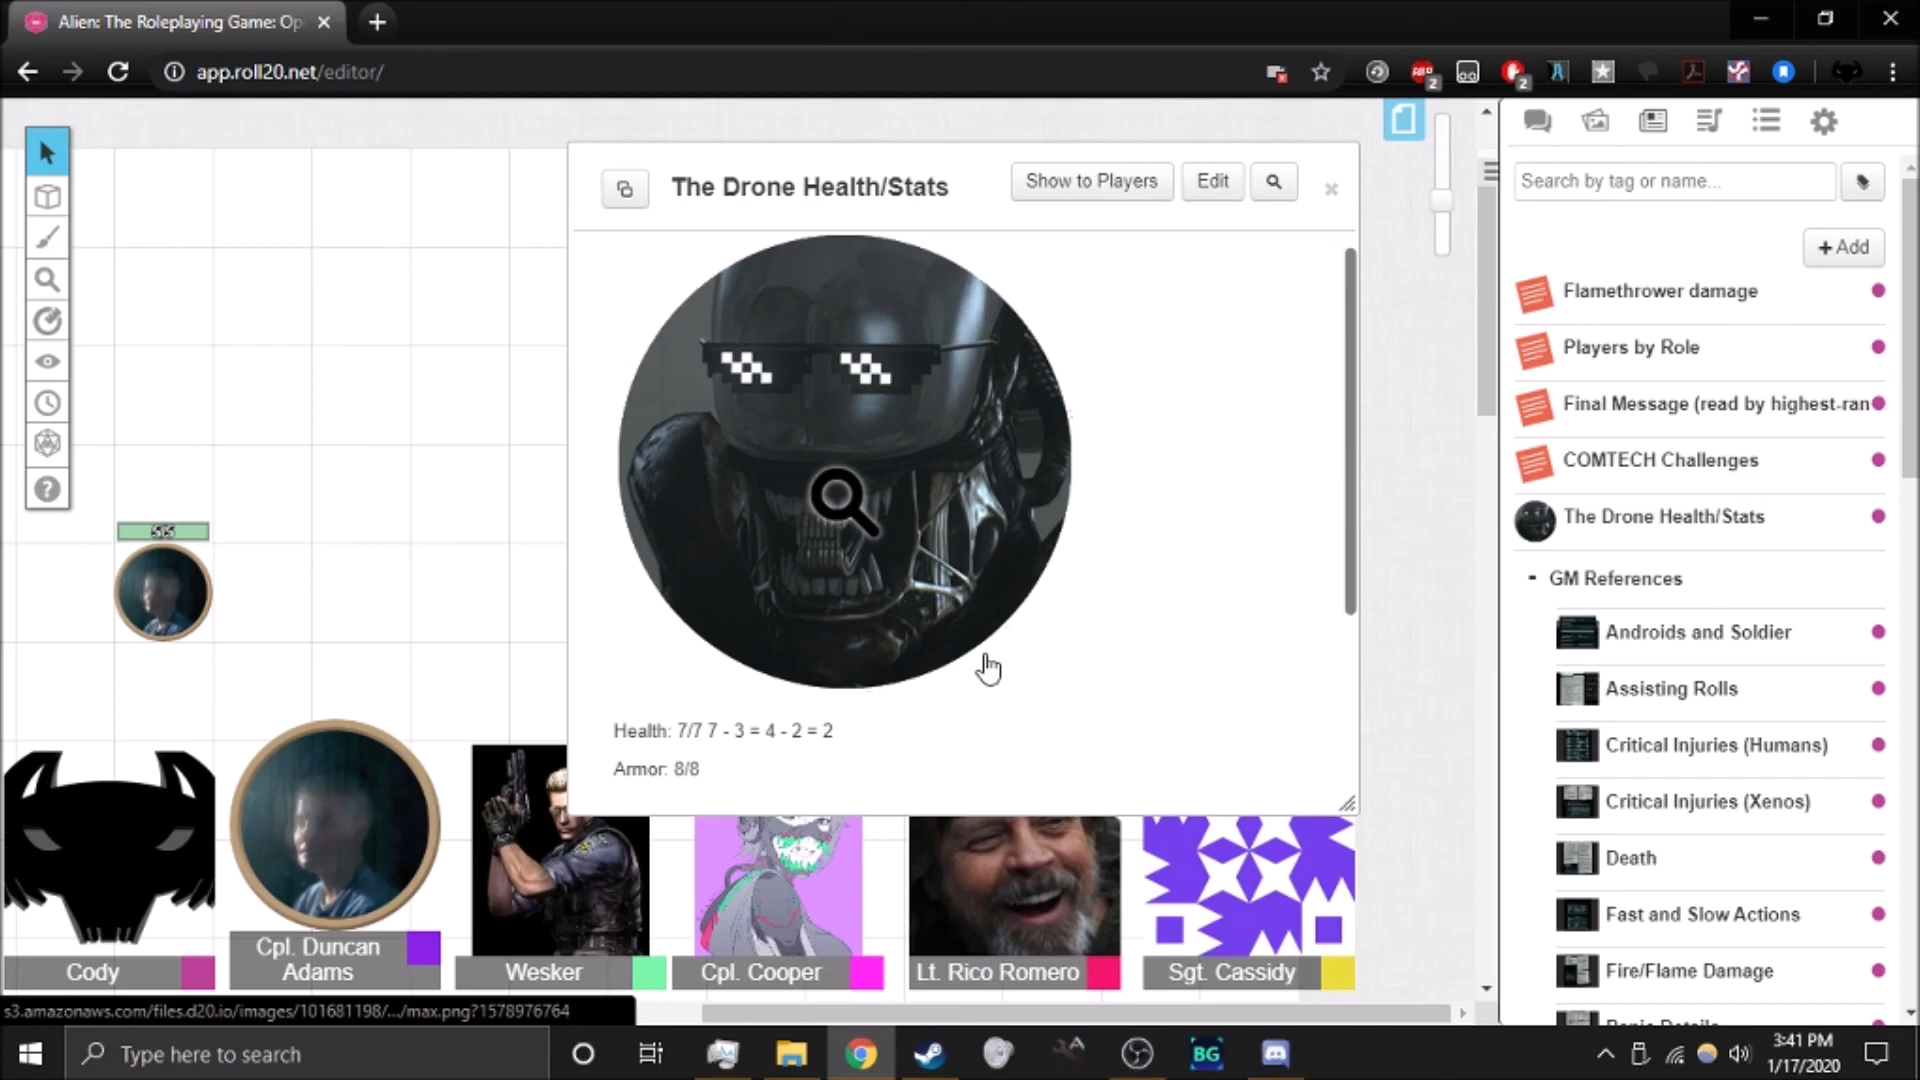 Alien: The Roleplaying Game: Op
app.roll20.net/editor/
ABP
2
2
The Drone Health/Stats
Show to Players
Edit
Search by tag or name...
+ Add
Flamethrower damage
Players by Role
Final Message (read by highest-ran
COMTECH Challenges
The Drone Health/Stats
- GM References
Androids and Soldier
Assisting Rolls
Critical Injuries (Humans)
Critical Injuries (Xenos)
Death
Fast and Slow Actions
Fire/Flame Damage
Health: 7/7 7 - 3 = 4 - 2 = 2
Armor: 8/8
Cody
Cpl. Duncan
Adams
Wesker
Cpl. Cooper
Lt. Rico Romero
Sgt. Cassidy
s3.amazonaws.com/files.d20.io/images/101681198/.../max.png?1578976764
Type here to search
BG
3:41 PM
1/17/2020